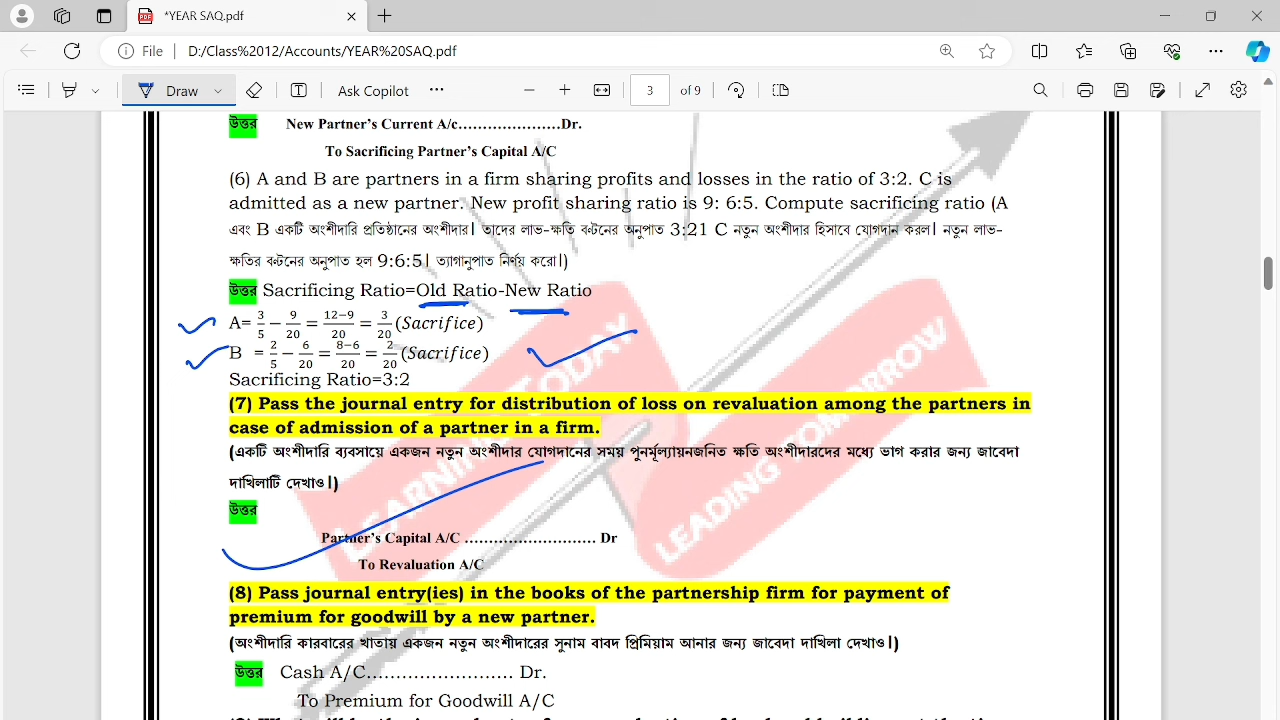 *YEAR SAQ.pdf
File
D:/Class%2012/Accounts/YEAR%20SAQ.pdf
Draw
Ask Copilot
3 of 9
উত্তর New Partner's Current A/c.....................Dr.
To Sacrificing Partner's Capital A/C
(6) A and B are partners in a firm sharing profits and losses in the ratio of 3:2. C is
admitted as a new partner. New profit sharing ratio is 9: 6:5. Compute sacrificing ratio (A
এবং B একটি অংশীদারি প্রতিষ্ঠানের অংশীদার। তাদের লাভ-ক্ষতি বণ্টনের অনুপাত 3:21 C নতুন অংশীদার হিসাবে যোগদান করল। নতুন লাভ-
ক্ষতির বণ্টনের অনুপাত হল 9:6:5। ত্যাগানুপাত নির্ণয় করো।)
উত্তর Sacrificing Ratio=Old Ratio-New Ratio
A= 3/5 − 9/20 = 12−9/20 = 3/20 (Sacrifice)
B = 2/5 − 6/20 = 8−6/20 = 2/20 (Sacrifice)
Sacrificing Ratio=3:2
(7) Pass the journal entry for distribution of loss on revaluation among the partners in
case of admission of a partner in a firm.
(একটি অংশীদারি ব্যবসায়ে একজন নতুন অংশীদার যোগদানের সময় পুনর্মূল্যায়নজনিত ক্ষতি অংশীদারদের মধ্যে ভাগ করার জন্য জাবেদা
দাখিলাটি দেখাও।)
উত্তর
Partner's Capital A/C ........................... Dr
To Revaluation A/C
(8) Pass journal entry(ies) in the books of the partnership firm for payment of
premium for goodwill by a new partner.
(অংশীদারি কারবারের খাতায় একজন নতুন অংশীদারের সুনাম বাবদ প্রিমিয়াম আনার জন্য জাবেদা দাখিলা দেখাও।)
উত্তর Cash A/C......................... Dr.
To Premium for Goodwill A/C
LEARNING TODAY
LEADING TOMORROW